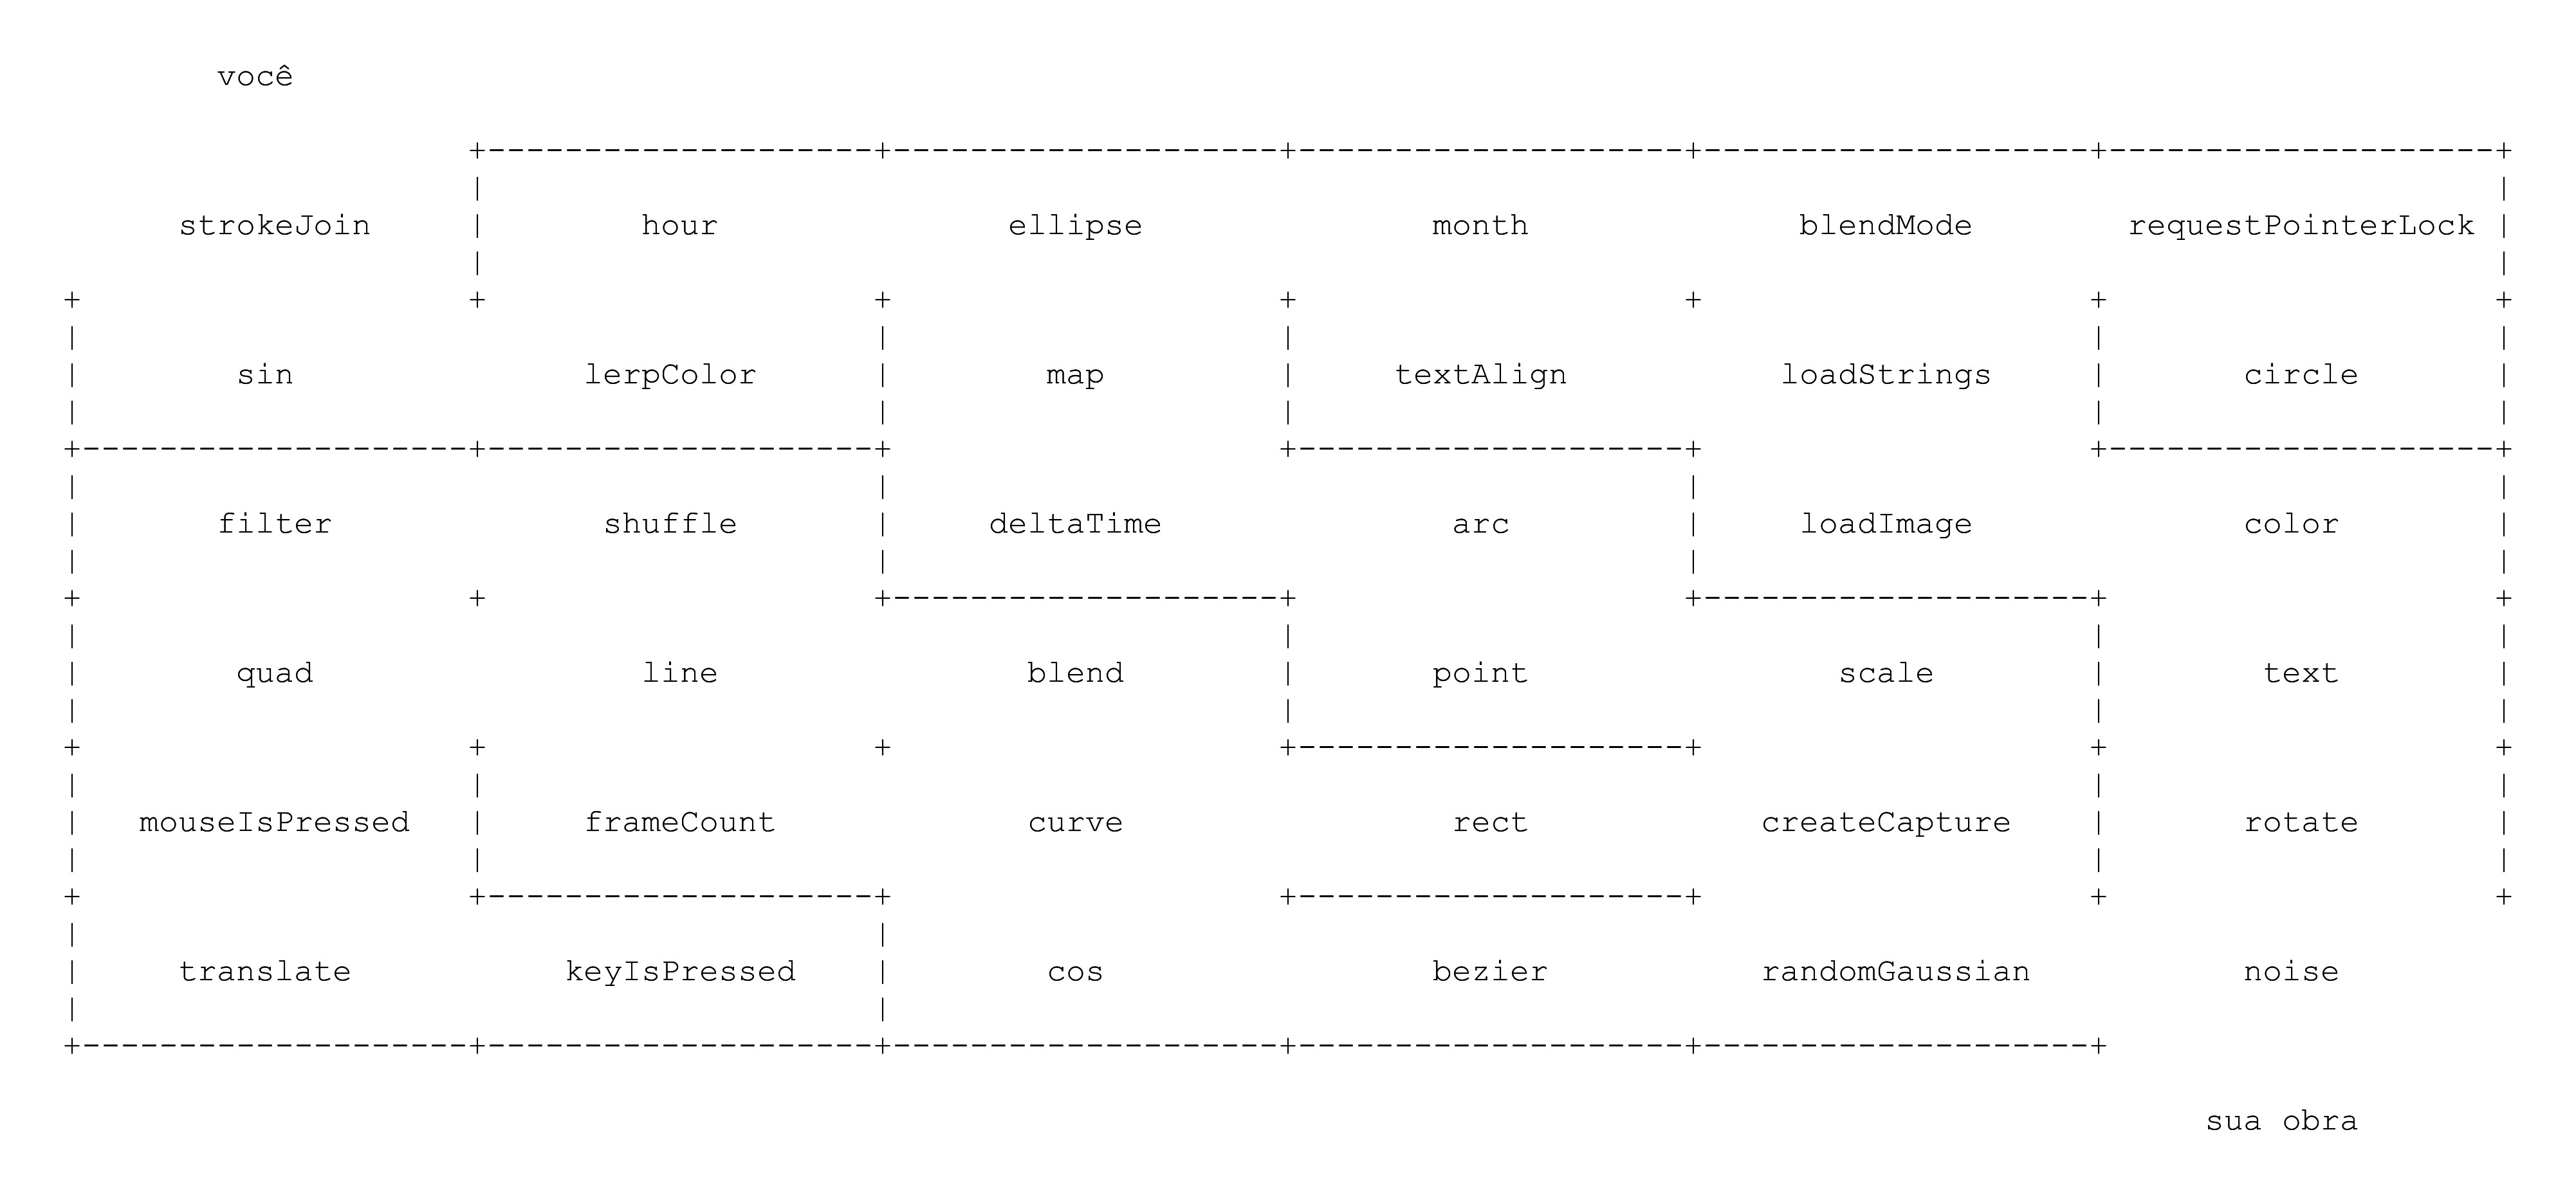 você
strokeJoin hour ellipse month blendMode requestPointerLock
sin lerpColor map textAlign loadStrings circle
filter shuffle deltaTime arc loadImage color
quad line blend point scale text
mouseIsPressed frameCount curve rect createCapture rotate
translate keyIsPressed cos bezier randomGaussian noise
sua obra